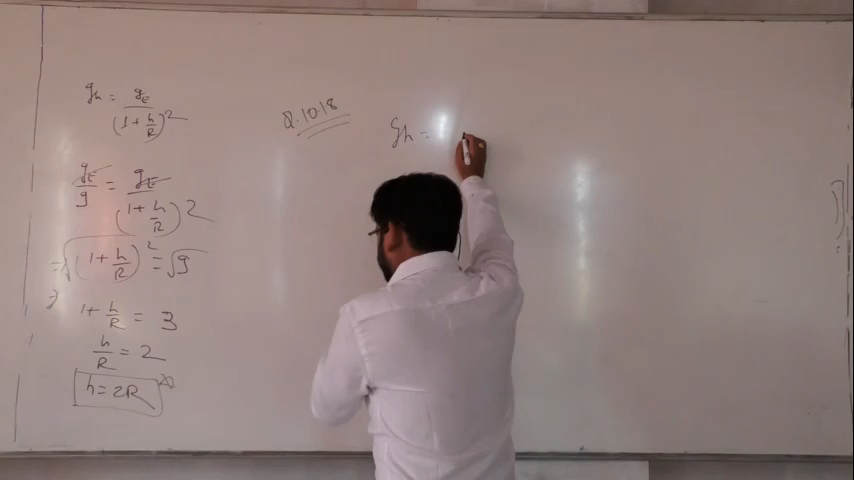 gh = gE / (1 + h/R)^2
gE / 9 = gE / (1 + h/R)^2
⇒ √(1 + h/R)^2 = √9
⇒
1 + h/R = 3
h/R = 2
h = 2R
Q.10.18
gh =